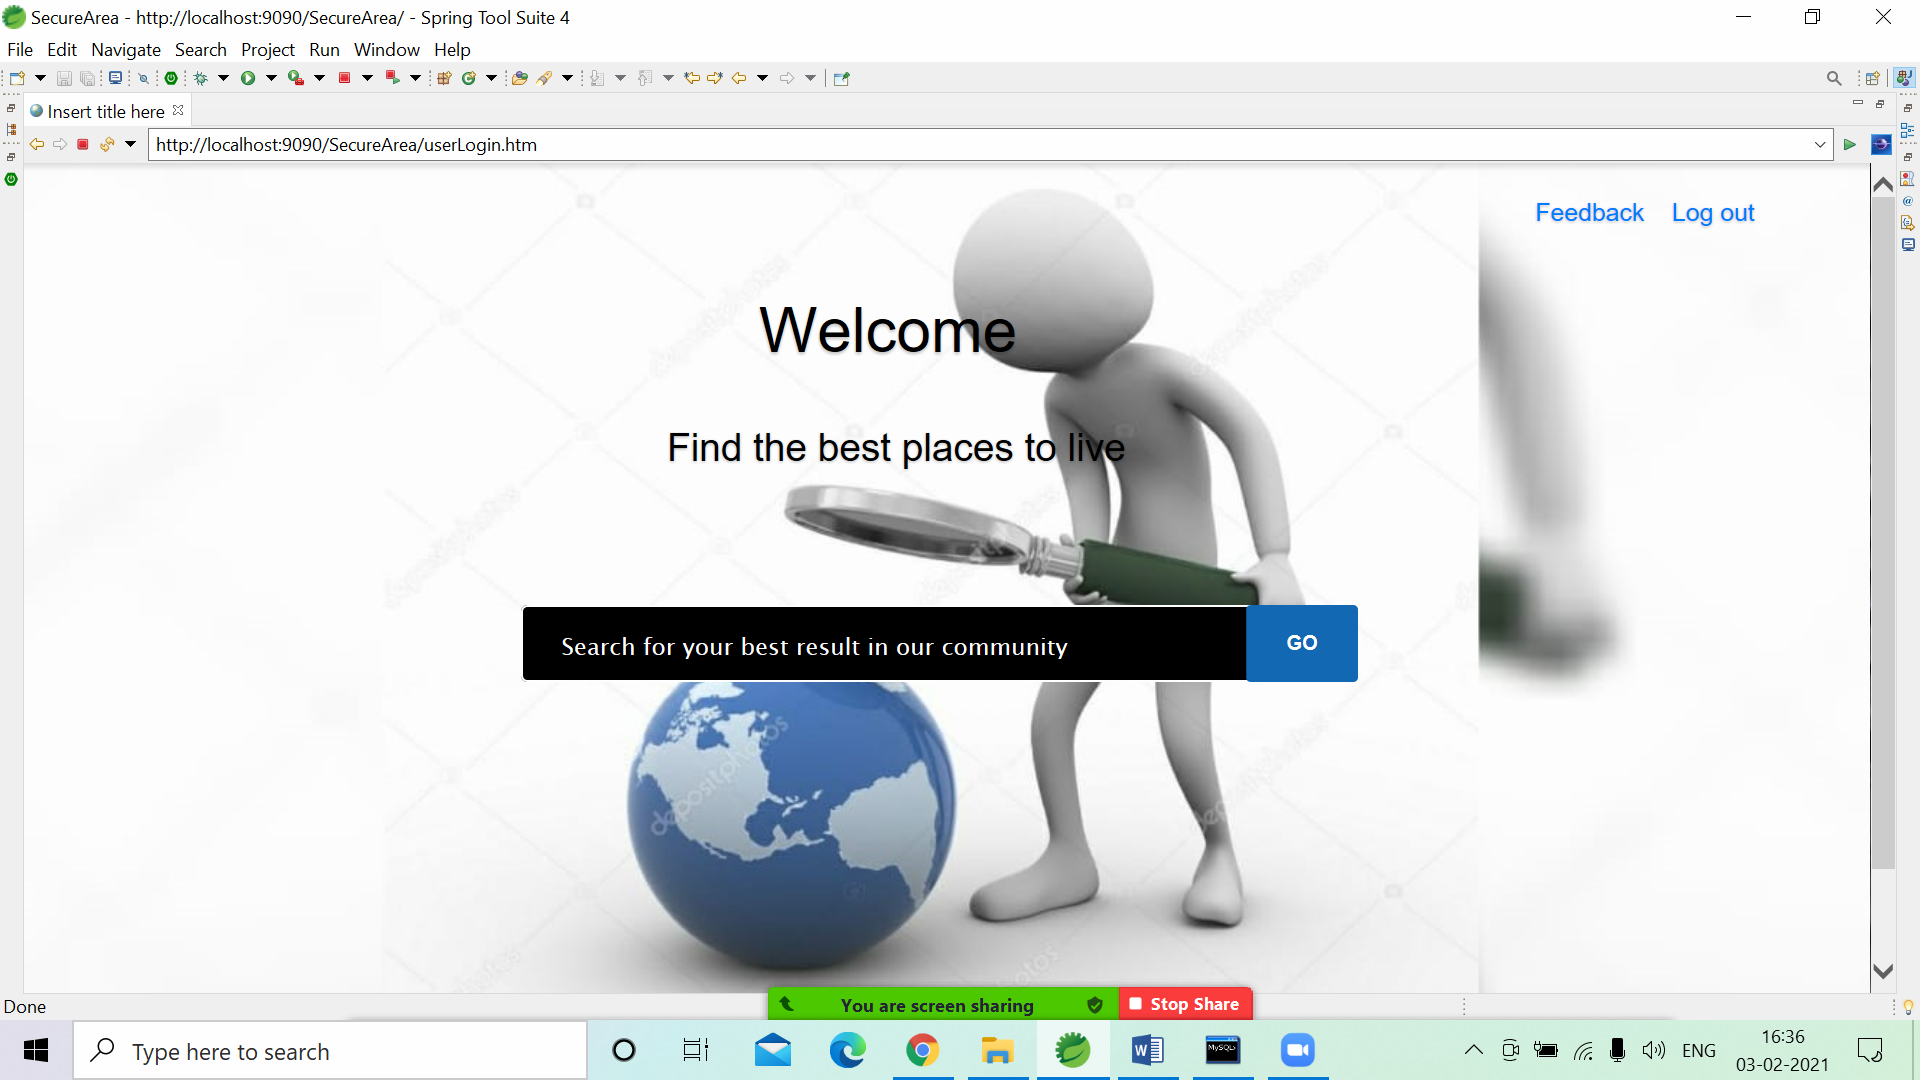 SecureArea - http://localhost:9090/SecureArea/ - Spring Tool Suite 4
File Edit Navigate Search Project Run Window Help
Insert title here
http://localhost:9090/SecureArea/userLogin.htm
Feedback Log out
Welcome
Find the best places to live
depositphotos
Search for your best result in our community
GO
depositphotos
Done
You are screen sharing
Stop Share
Type here to search
MySQL>
ENG
16:36
03-02-2021